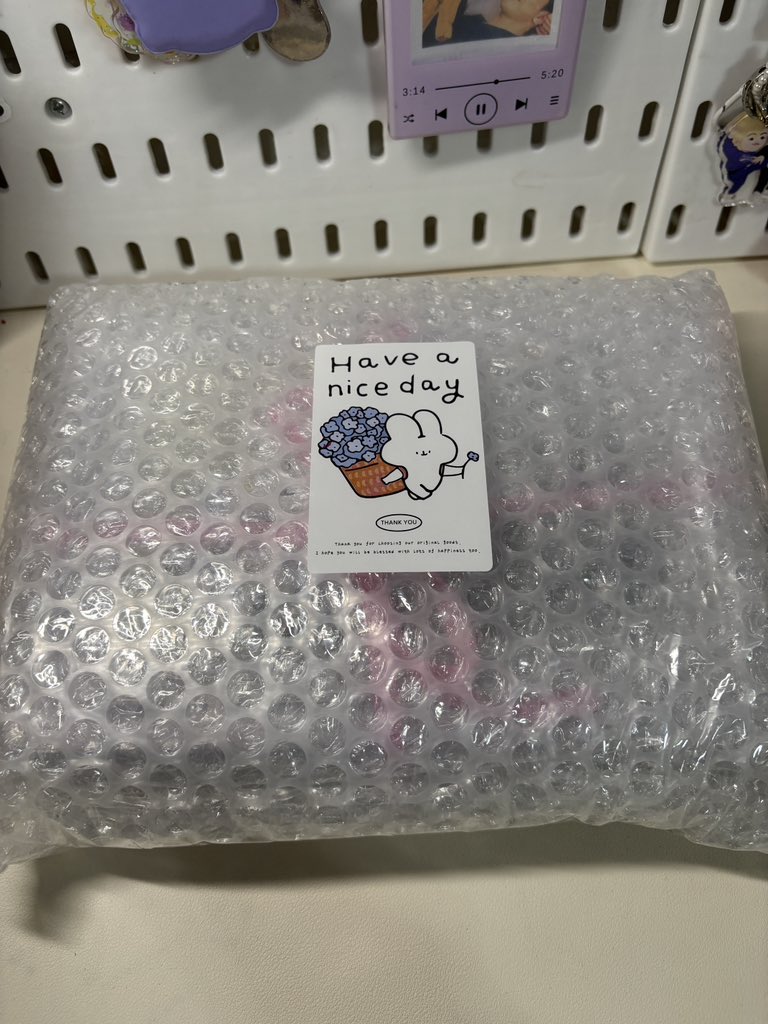 3:14
5:20
Have a
nice day
THANK YOU
Thank you for choosing our original goods.
I hope you will be blessed with lots of happiness too.